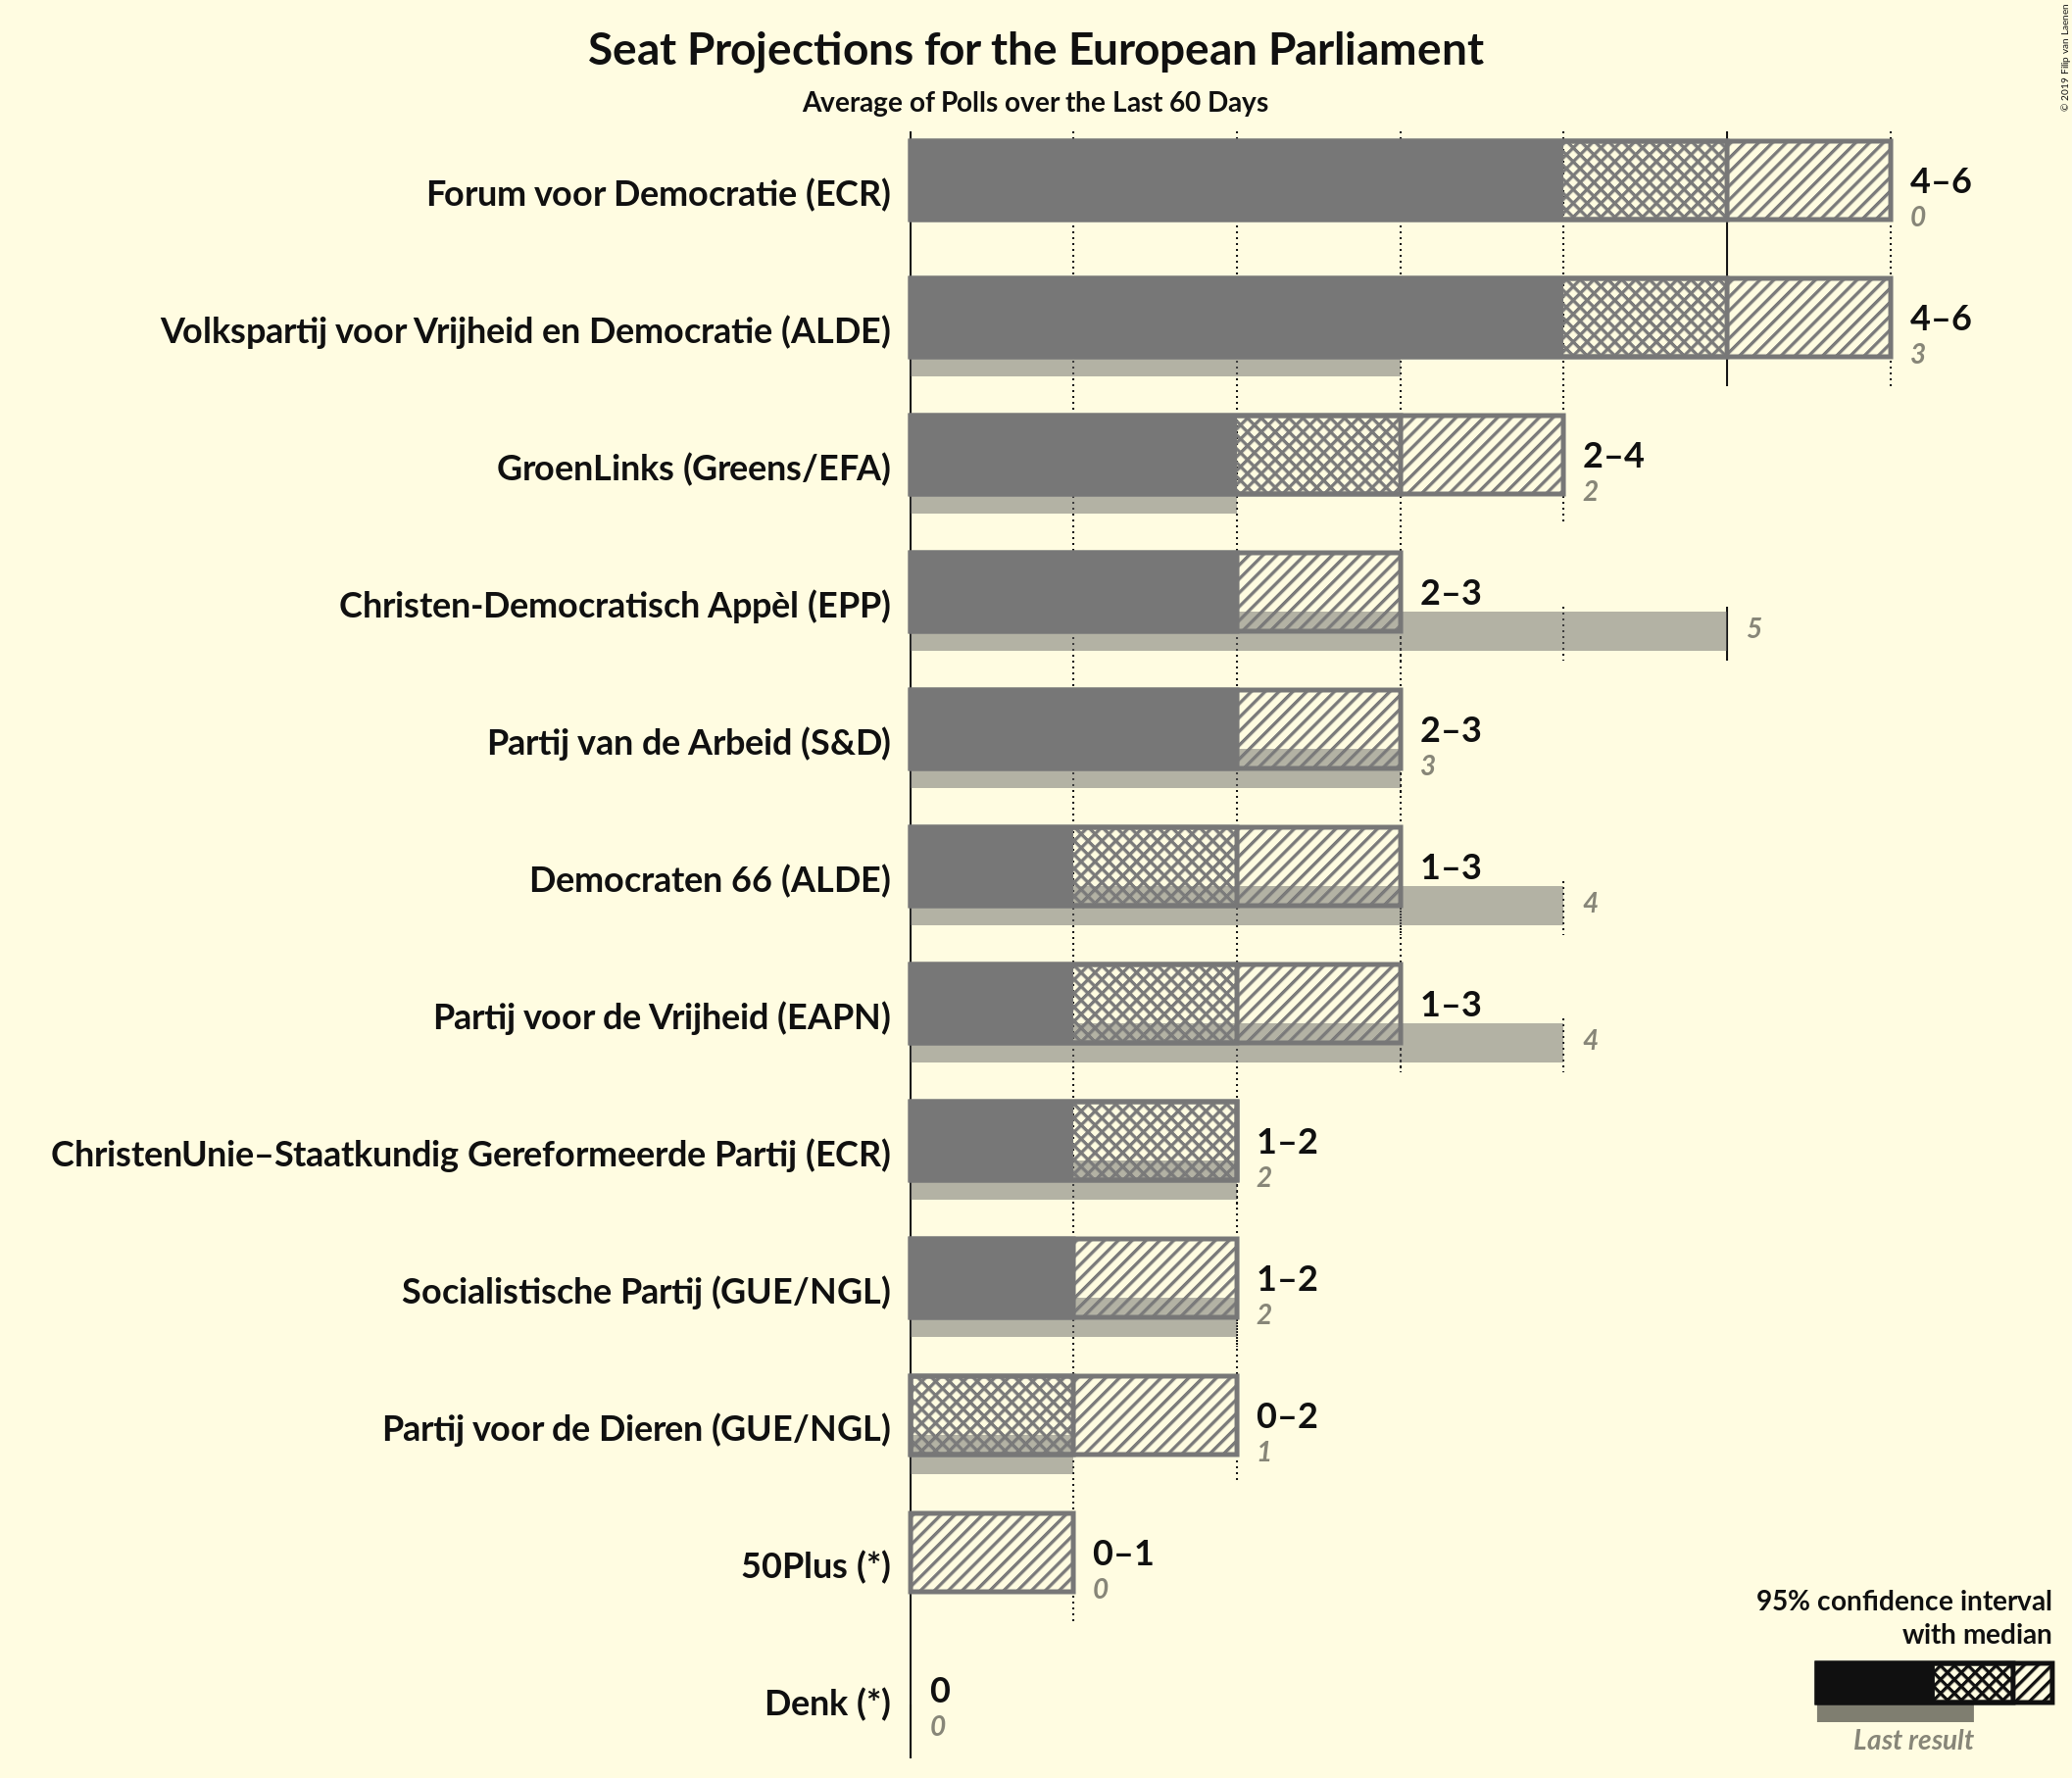 Seat Projections for the European Parliament
Average of Polls over the Last 60 Days
© 2019 Filip van Laenen
Forum voor Democratie (ECR)
4–6
0
Volkspartij voor Vrijheid en Democratie (ALDE)
4–6
3
GroenLinks (Greens/EFA)
2–4
2
Christen-Democratisch Appèl (EPP)
2–3
5
Partij van de Arbeid (S&D)
2–3
3
Democraten 66 (ALDE)
1–3
4
Partij voor de Vrijheid (EAPN)
1–3
4
ChristenUnie–Staatkundig Gereformeerde Partij (ECR)
1–2
2
Socialistische Partij (GUE/NGL)
1–2
2
Partij voor de Dieren (GUE/NGL)
0–2
1
50Plus (*)
0–1
0
Denk (*)
0
0
95% confidence interval
with median
Last result